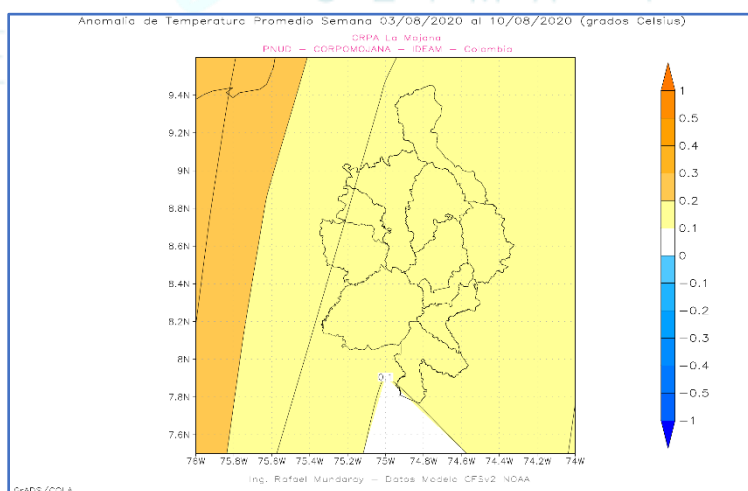 Anomalía de Temperatura Promedio Semana 03/08/2020 al 10/08/2020 (grados Celsius)
CRPA La Mojana
PNUD – CORPOMOJANA – IDEAM – Colombia
9.4N
9.2N
9N
8.8N
8.6N
8.4N
8.2N
8N
7.8N
7.6N
76W 75.8W 75.6W 75.4W 75.2W 75W 74.8W 74.6W 74.4W 74.2W 74W
1
0.5
0.3
0.2
0.1
0
-0.1
-0.2
-0.3
-0.5
-1
Ing. Rafael Mundaray – Datos Modelo CFSv2 NOAA
GrADS/COLA